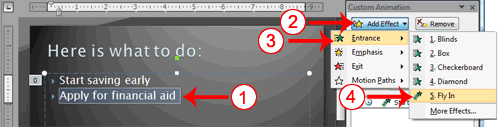 Custom Animation
Add Effect
Remove
Here is what to do:
0
Start saving early
Apply for financial aid
1
2
3
4
Entrance
Emphasis
Exit
Motion Paths
1. Blinds
2. Box
3. Checkerboard
4. Diamond
5. Fly In
More Effects...